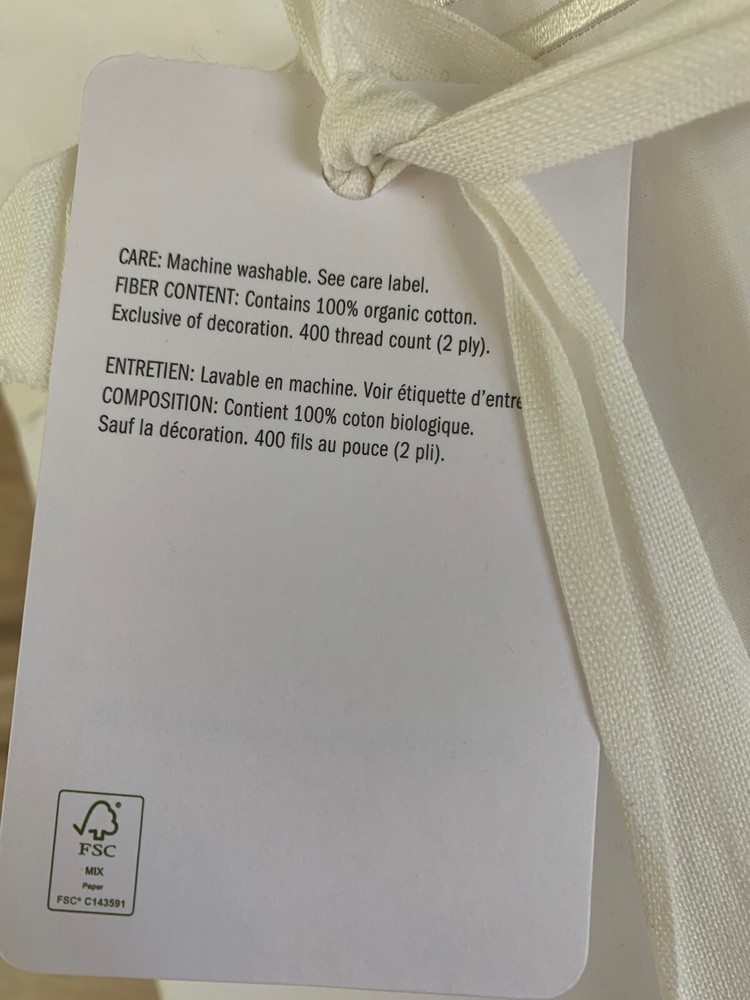 CARE: Machine washable. See care label.
FIBER CONTENT: Contains 100% organic cotton.
Exclusive of decoration. 400 thread count (2 ply).
ENTRETIEN: Lavable en machine. Voir étiquette d'entre
COMPOSITION: Contient 100% coton biologique.
Sauf la décoration. 400 fils au pouce (2 pli).
®
FSC
MIX
Paper
FSC® C143591